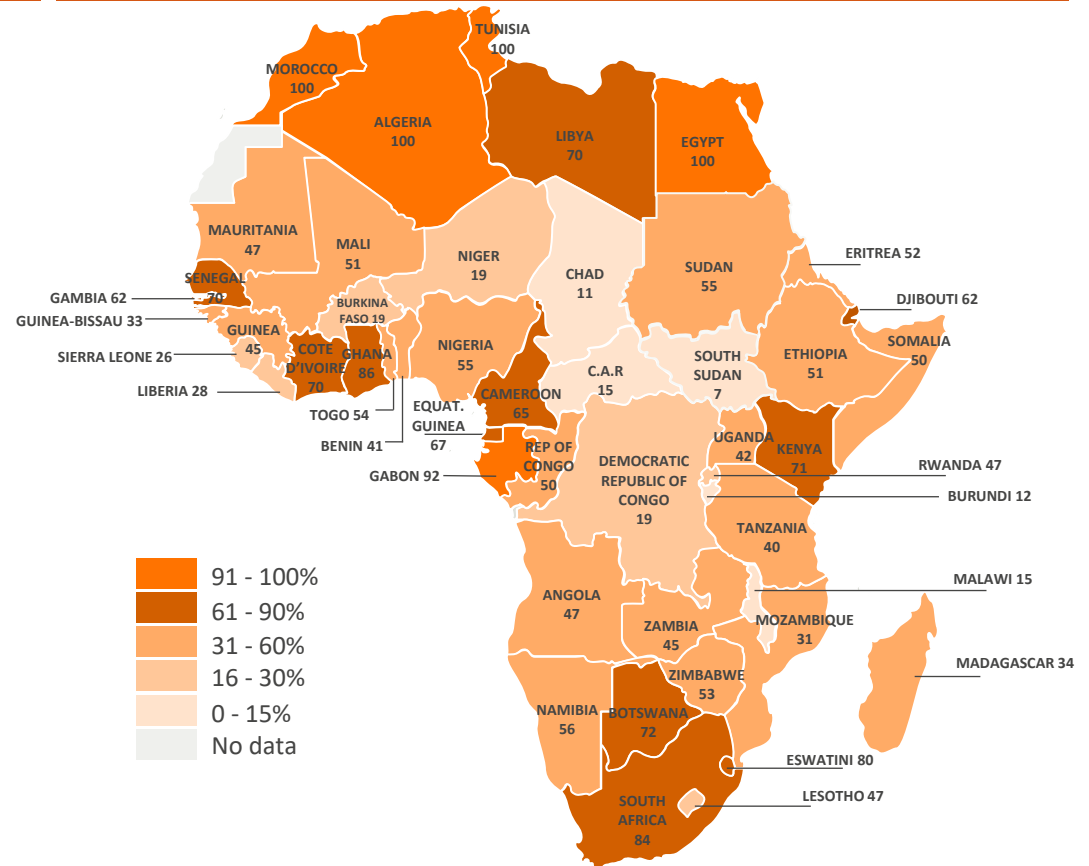 TUNISIA
100
MOROCCO
100
ALGERIA
100
LIBYA
70
EGYPT
100
MAURITANIA
47
MALI
51
NIGER
19
CHAD
11
SUDAN
55
ERITREA 52
SENEGAL
70
GAMBIA 62
GUINEA-BISSAU 33
BURKINA
FASO 19
DJIBOUTI 62
GUINEA
45
SIERRA LEONE 26
LIBERIA 28
COTE
D'IVOIRE
70
GHANA
86
NIGERIA
55
SOUTH
SUDAN
7
ETHIOPIA
51
SOMALIA
50
C.A.R
15
TOGO 54
BENIN 41
CAMEROON
65
EQUAT.
GUINEA
67
GABON 92
REP OF
CONGO
50
DEMOCRATIC
REPUBLIC OF
CONGO
19
UGANDA
42
KENYA
71
RWANDA 47
BURUNDI 12
TANZANIA
40
ANGOLA
47
ZAMBIA
45
MALAWI 15
MOZAMBIQUE
31
MADAGASCAR 34
ZIMBABWE
53
NAMIBIA
56
BOTSWANA
72
ESWATINI 80
LESOTHO 47
SOUTH
AFRICA
84
91 - 100%
61 - 90%
31 - 60%
16 - 30%
0 - 15%
No data